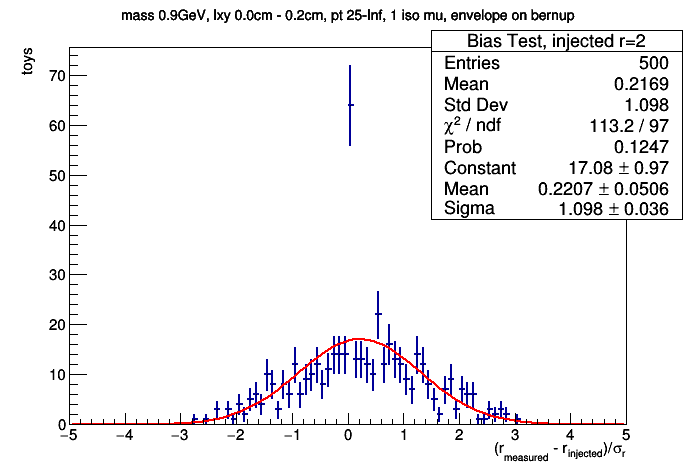 mass 0.9GeV, lxy 0.0cm - 0.2cm, pt 25-Inf, 1 iso mu, envelope on bernup
Bias Test, injected r=2
Entries 500
Mean 0.2169
Std Dev 1.098
χ² / ndf 113.2 / 97
Prob 0.1247
Constant 17.08 ± 0.97
Mean 0.2207 ± 0.0506
Sigma 1.098 ± 0.036
toys
70
60
50
40
30
20
10
0
−5 −4 −3 −2 −1 0 1 2 3 4 5
(r_measured - r_injected)/σ_r